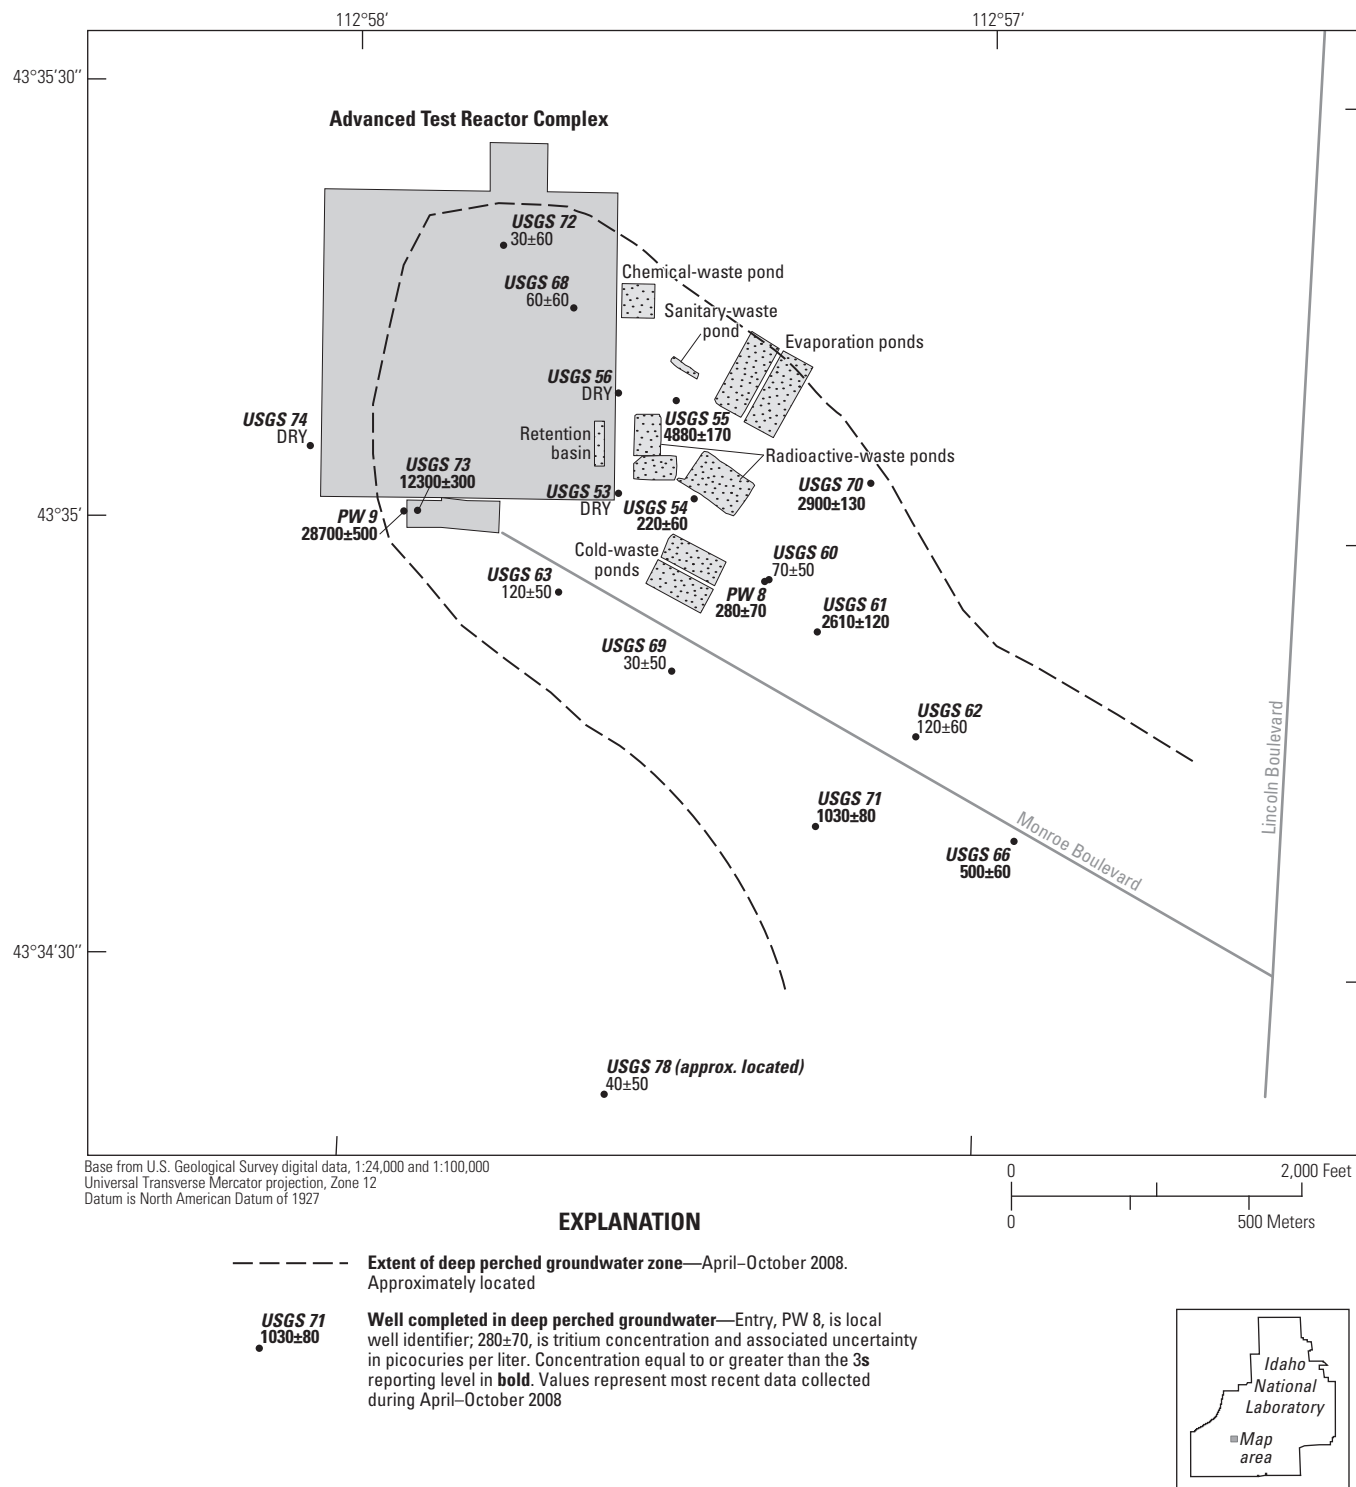 112°58'
112°57'
43°35'30"
Advanced Test Reactor Complex
USGS 72
30±60
Chemical-waste pond
USGS 68
60±60
Sanitary-waste
pond
Evaporation ponds
USGS 56
DRY
USGS 74
DRY
USGS 55
4880±170
Retention
basin
Radioactive-waste ponds
USGS 73
12300±300
USGS 70
2900±130
USGS 53
DRY
USGS 54
220±60
43°35'
PW 9
28700±500
Cold-waste
ponds
USGS 60
70±50
USGS 63
120±50
PW 8
280±70
USGS 61
2610±120
USGS 69
30±50
USGS 62
120±60
Lincoln Boulevard
USGS 71
1030±80
Monroe Boulevard
USGS 66
500±60
43°34'30"
USGS 78 (approx. located)
40±50
Base from U.S. Geological Survey digital data, 1:24,000 and 1:100,000
Universal Transverse Mercator projection, Zone 12
Datum is North American Datum of 1927
0 2,000 Feet
0 500 Meters
EXPLANATION
Extent of deep perched groundwater zone—April–October 2008.
Approximately located
USGS 71
1030±80
Well completed in deep perched groundwater—Entry, PW 8, is local
well identifier; 280±70, is tritium concentration and associated uncertainty
in picocuries per liter. Concentration equal to or greater than the 3s
reporting level in bold. Values represent most recent data collected
during April–October 2008
Idaho
National
Laboratory
Map
area